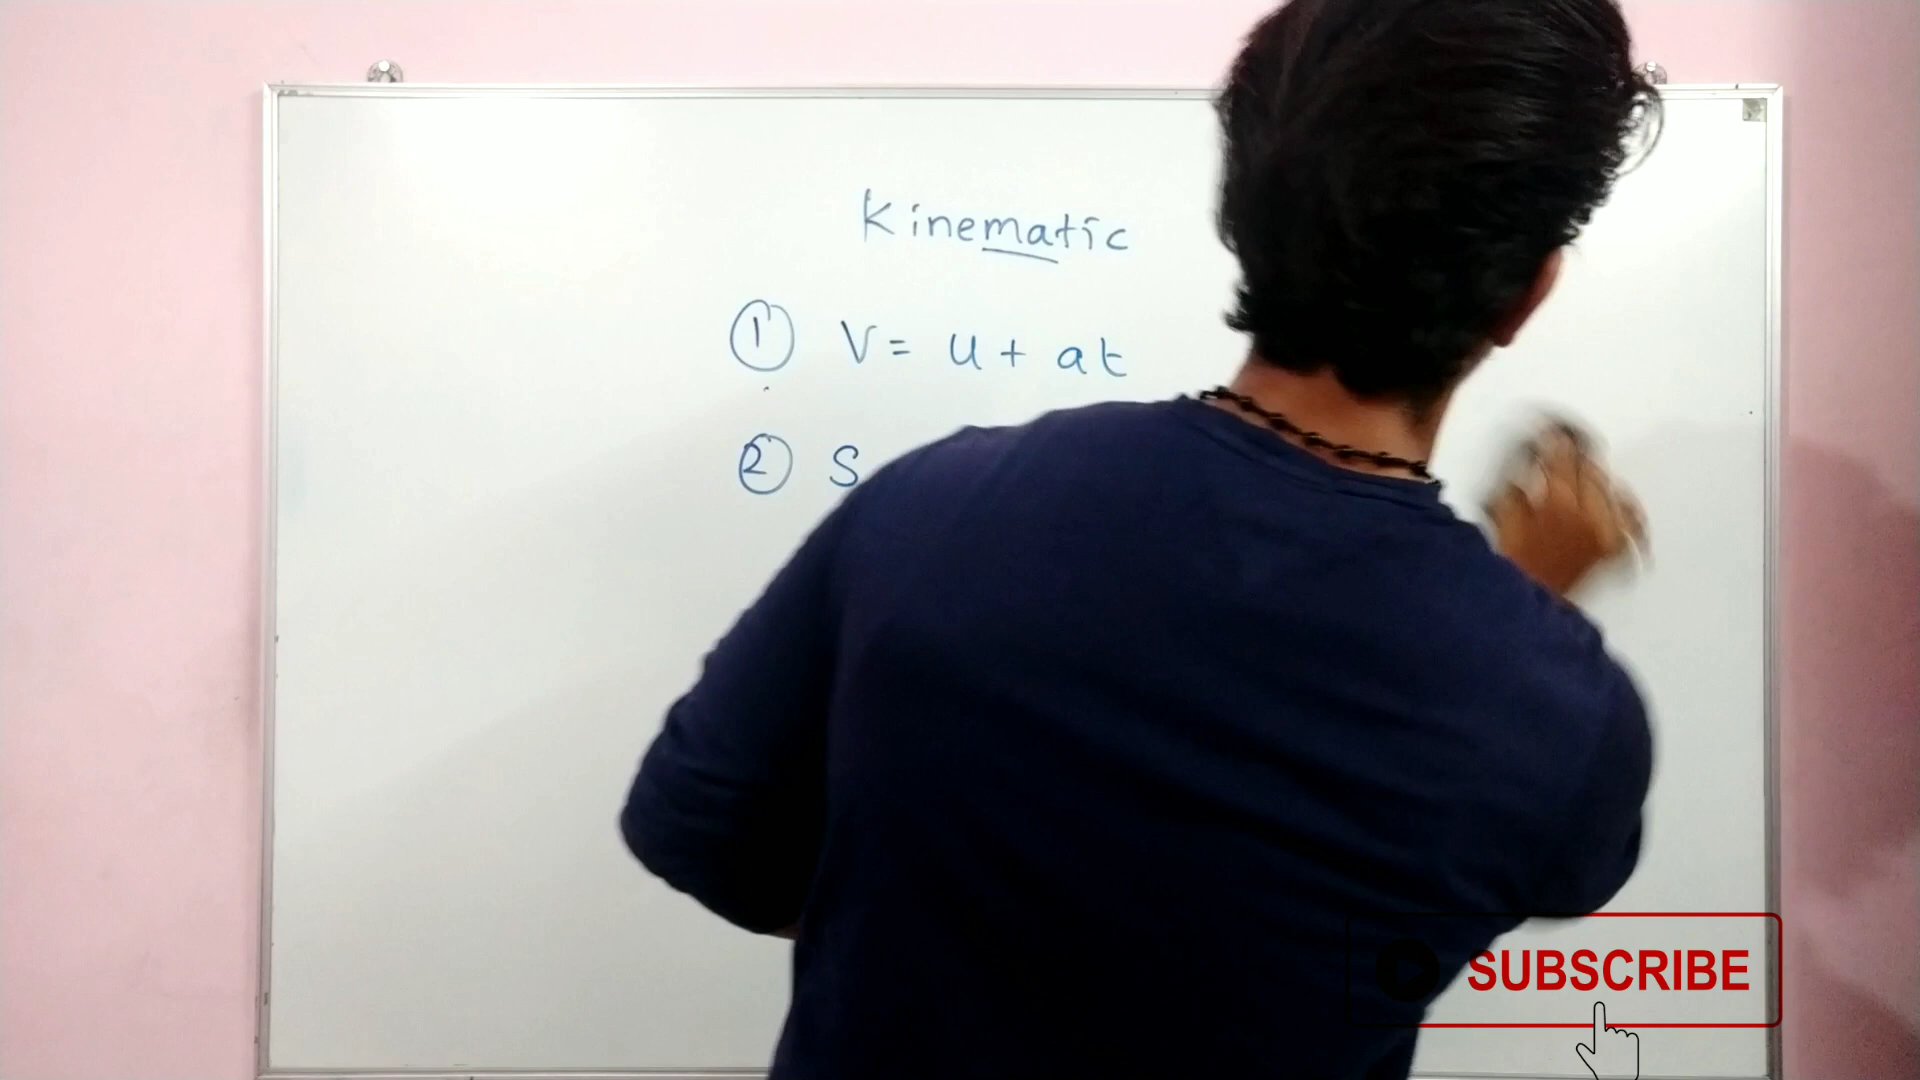 Kinematic
① V = u + at
② S
SUBSCRIBE